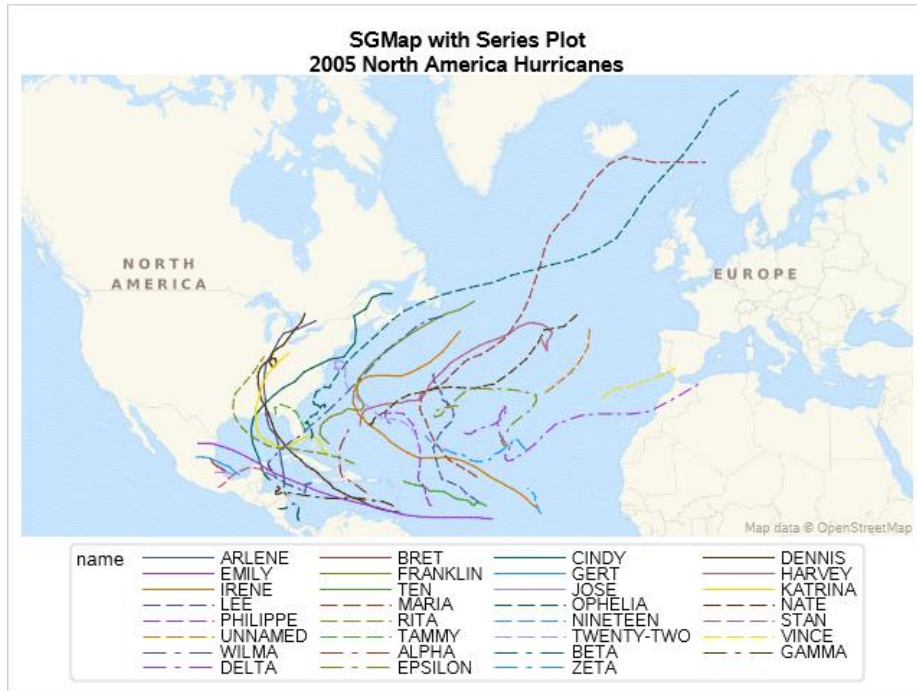 SGMap with Series Plot
2005 North America Hurricanes
NORTH
AMERICA
EUROPE
Map data © OpenStreetMap
name ARLENE BRET CINDY DENNIS
EMILY FRANKLIN GERT HARVEY
IRENE TEN JOSE KATRINA
LEE MARIA OPHELIA NATE
PHILIPPE RITA NINETEEN STAN
UNNAMED TAMMY TWENTY-TWO VINCE
WILMA ALPHA BETA GAMMA
DELTA EPSILON ZETA